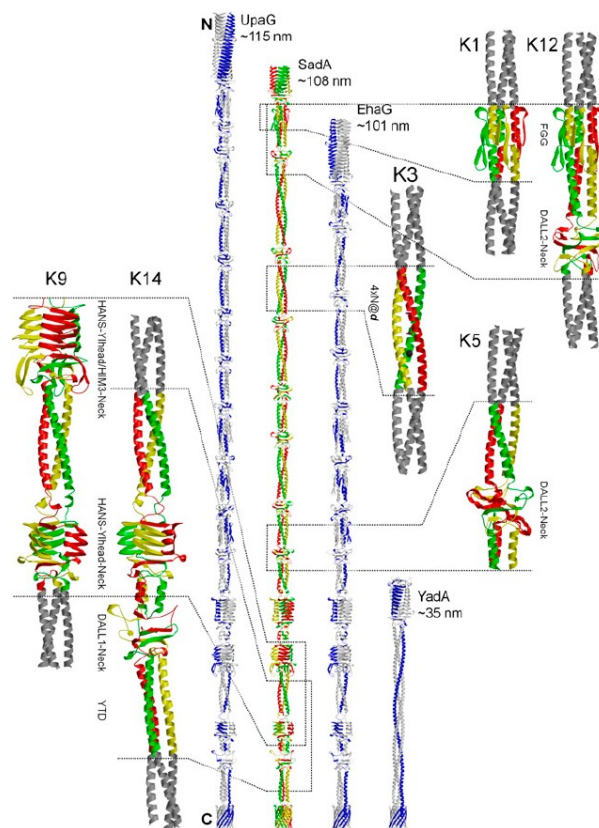 N
UpaG
~115 nm
SadA
~108 nm
EhaG
~101 nm
K1
K12
FGG
DALL2-Neck
K3
4xN@d
K9
K14
HANS-Ylhead/HIM3-Neck
HANS-Ylhead-Neck
DALL1-Neck
YTD
K5
DALL2-Neck
YadA
~35 nm
C